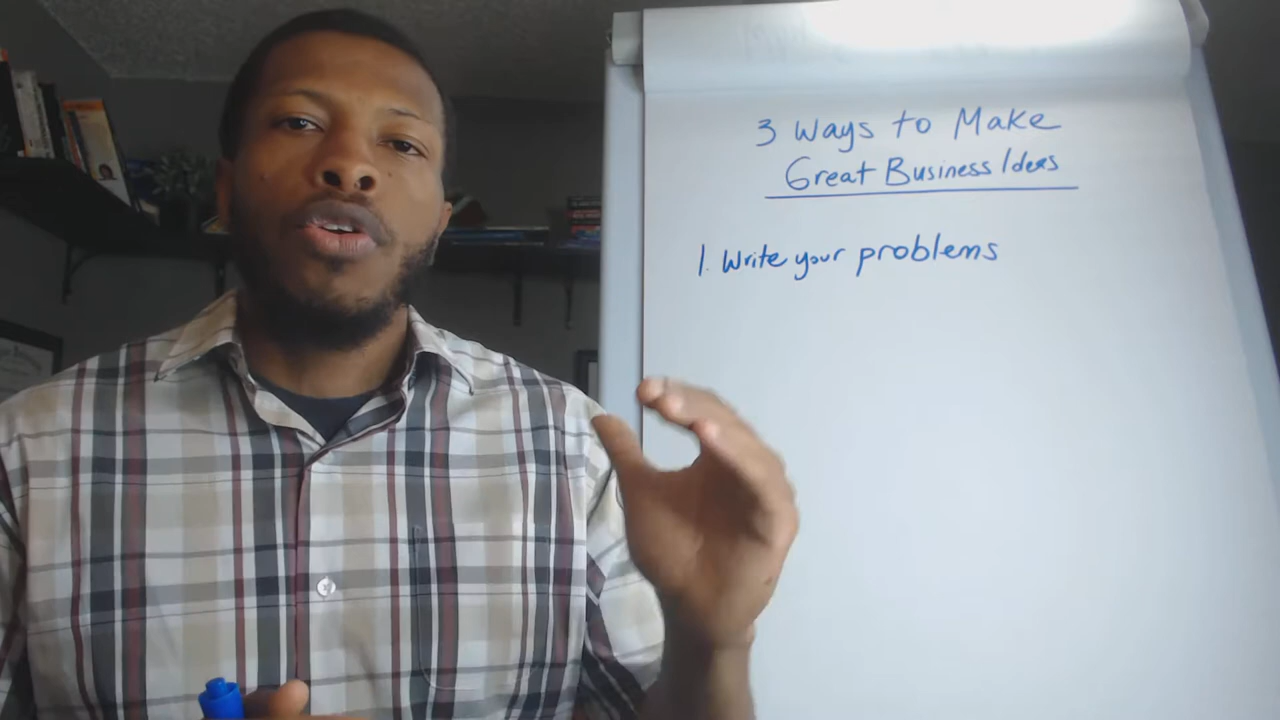 3 Ways to Make
Great Business Ideas
1. Write your problems